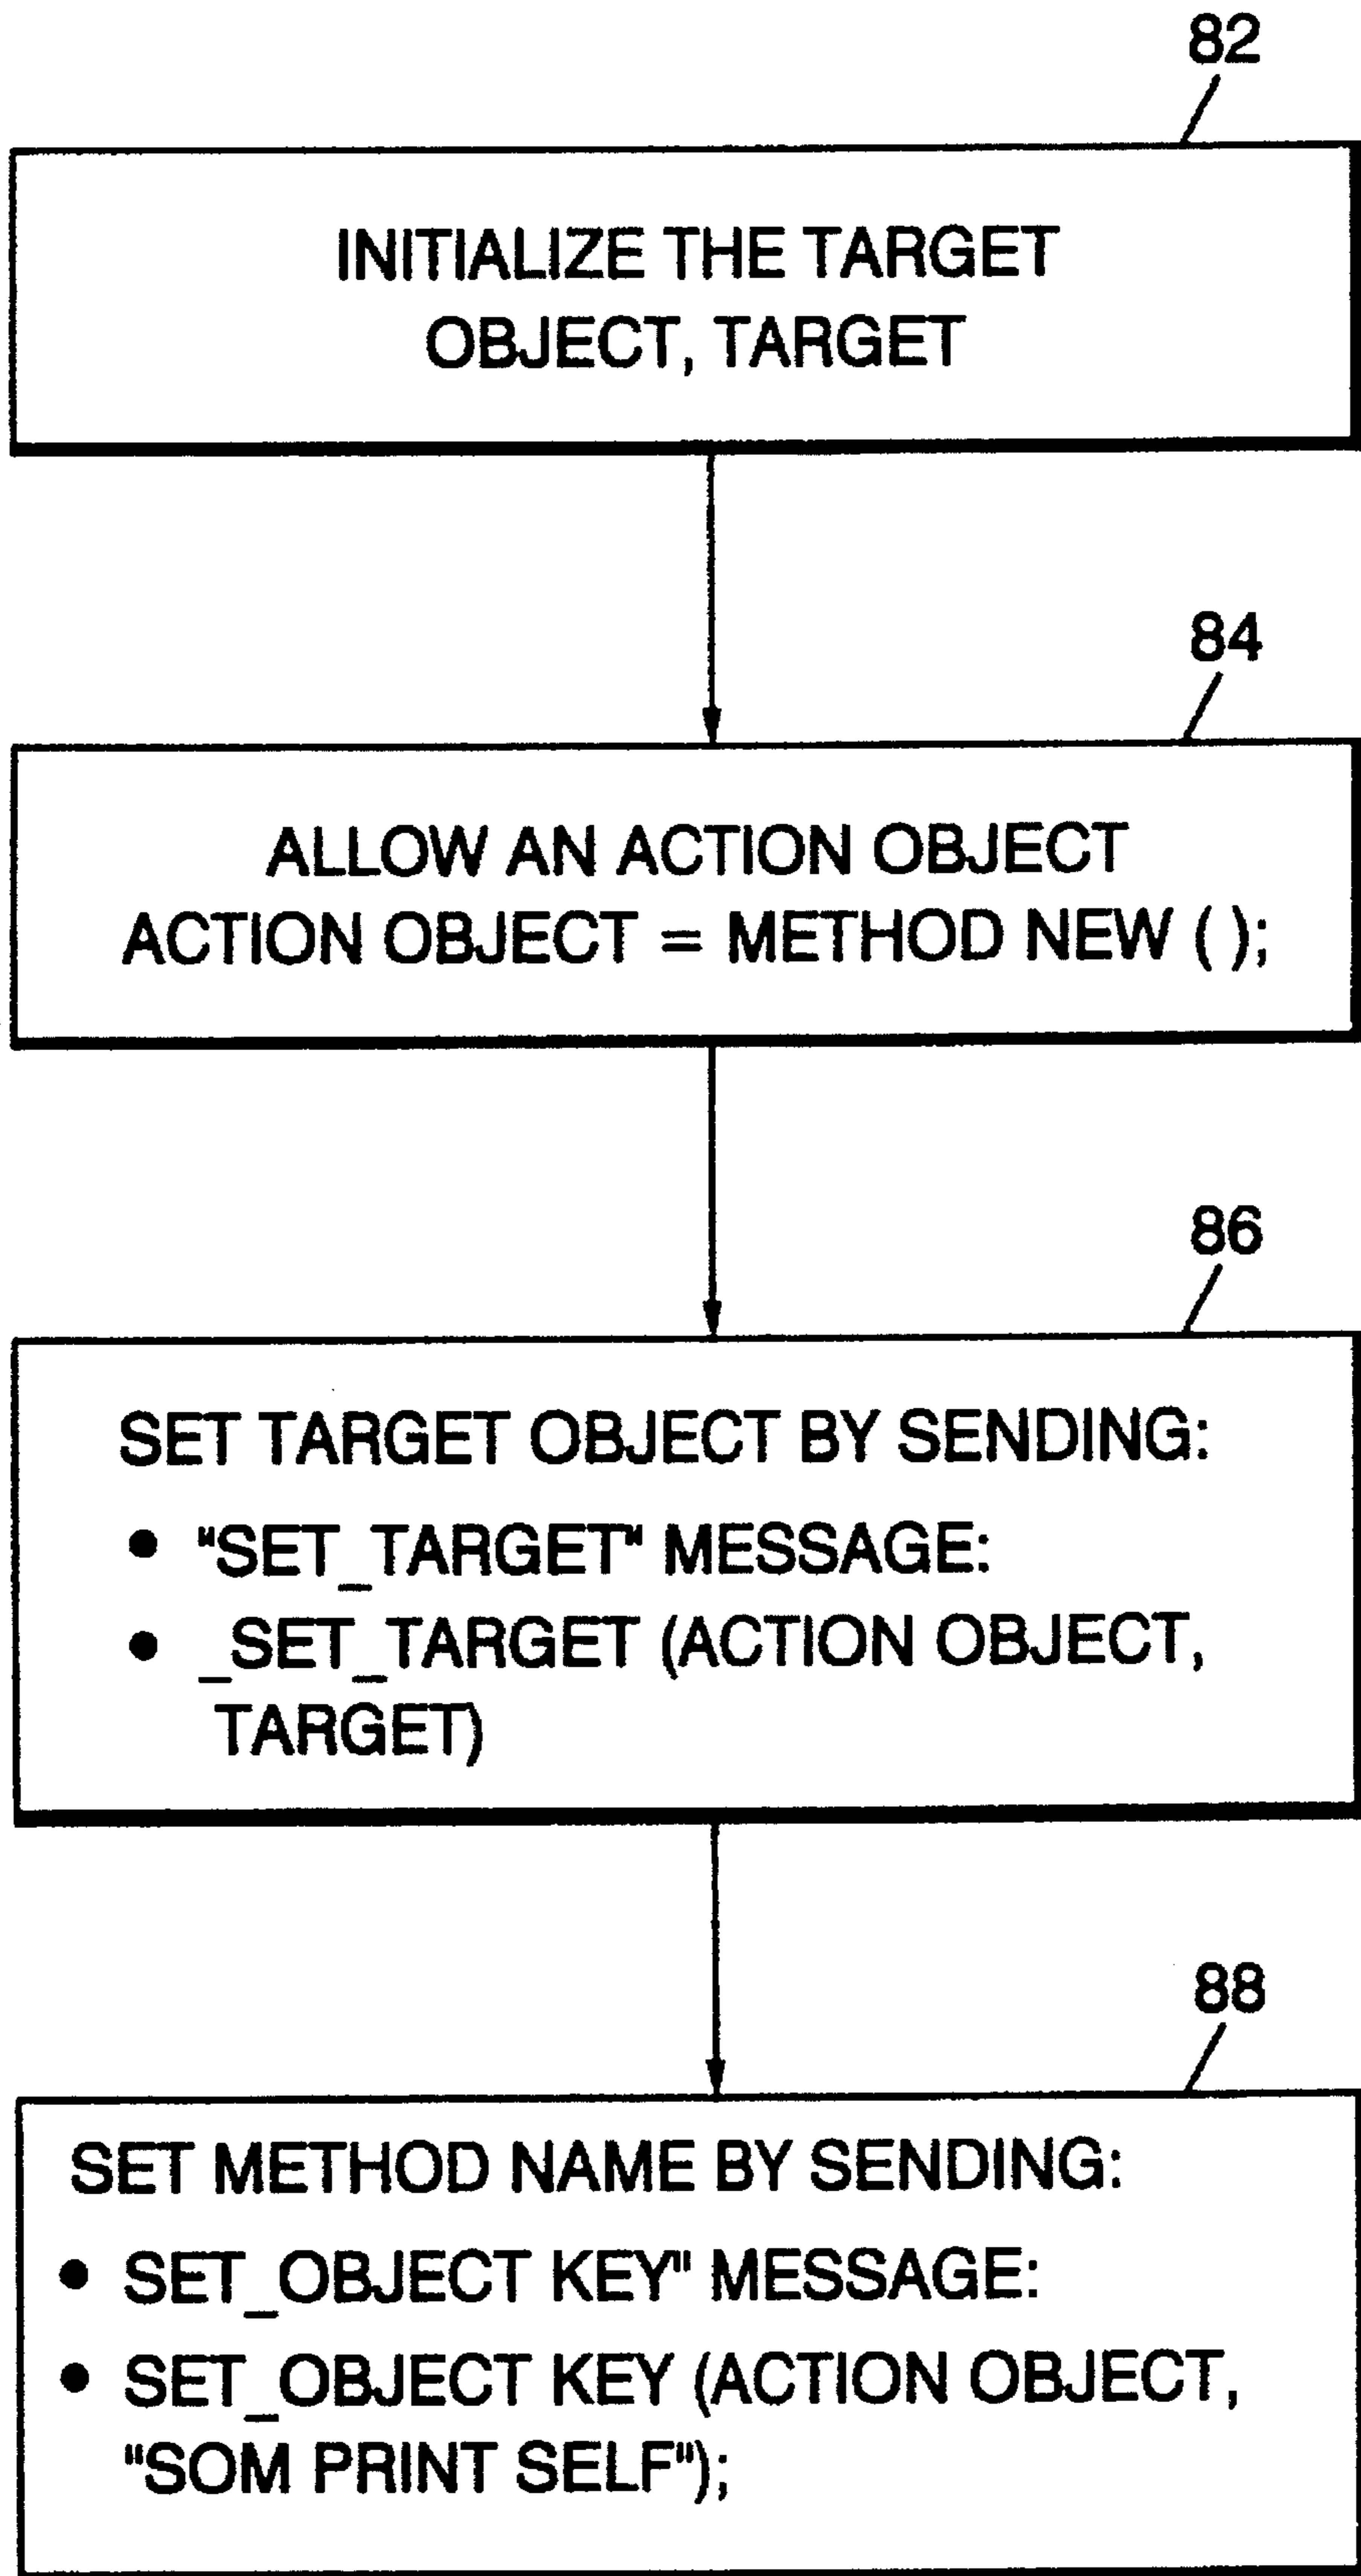 82
INITIALIZE THE TARGET
OBJECT, TARGET
84
ALLOW AN ACTION OBJECT
ACTION OBJECT = METHOD NEW ( );
86
SET TARGET OBJECT BY SENDING:
• "SET_TARGET" MESSAGE:
• _SET_TARGET (ACTION OBJECT,
TARGET)
88
SET METHOD NAME BY SENDING:
• SET_OBJECT KEY" MESSAGE:
• SET_OBJECT KEY (ACTION OBJECT,
"SOM PRINT SELF");